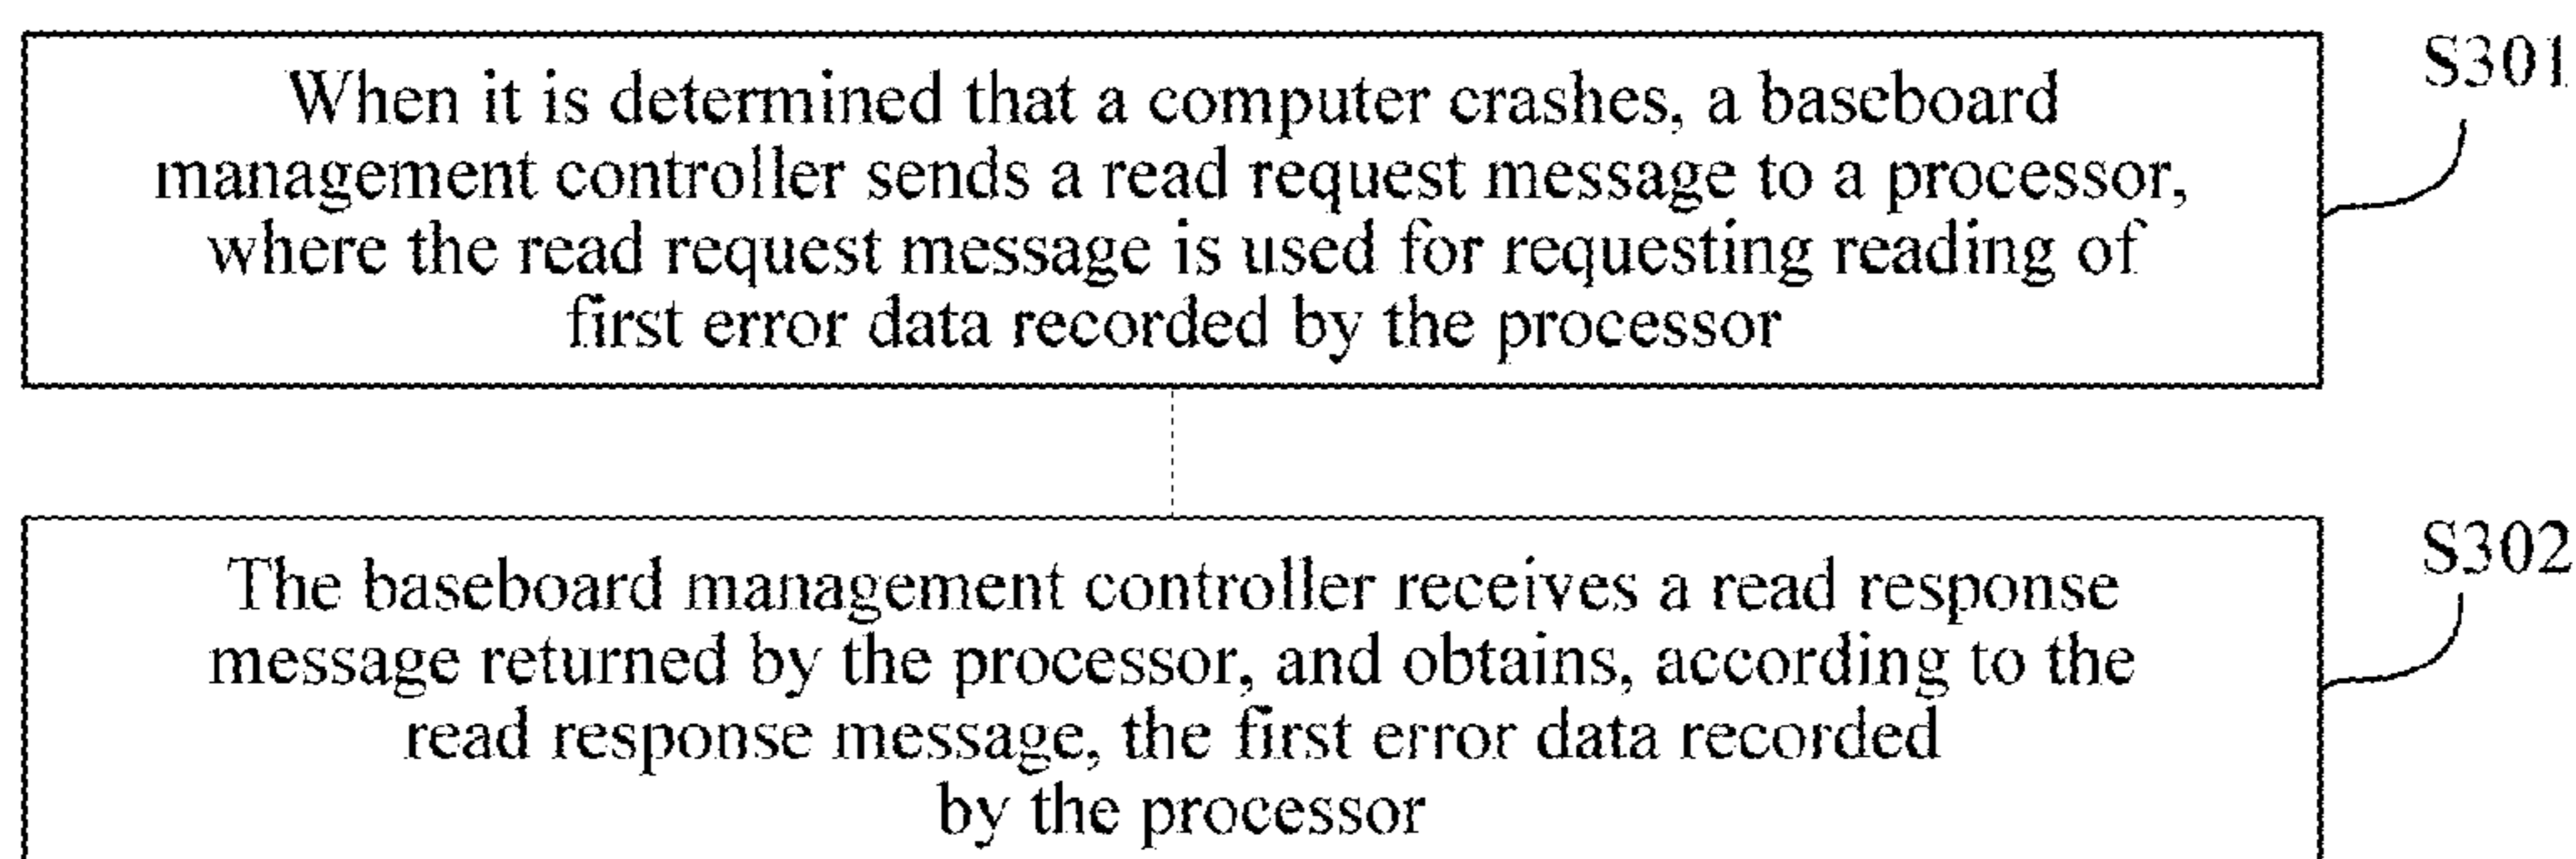 When it is determined that a computer crashes, a baseboard
management controller sends a read request message to a processor,
where the read request message is used for requesting reading of
first error data recorded by the processor
S301
The baseboard management controller receives a read response
message returned by the processor, and obtains, according to the
read response message, the first error data recorded
by the processor
S302